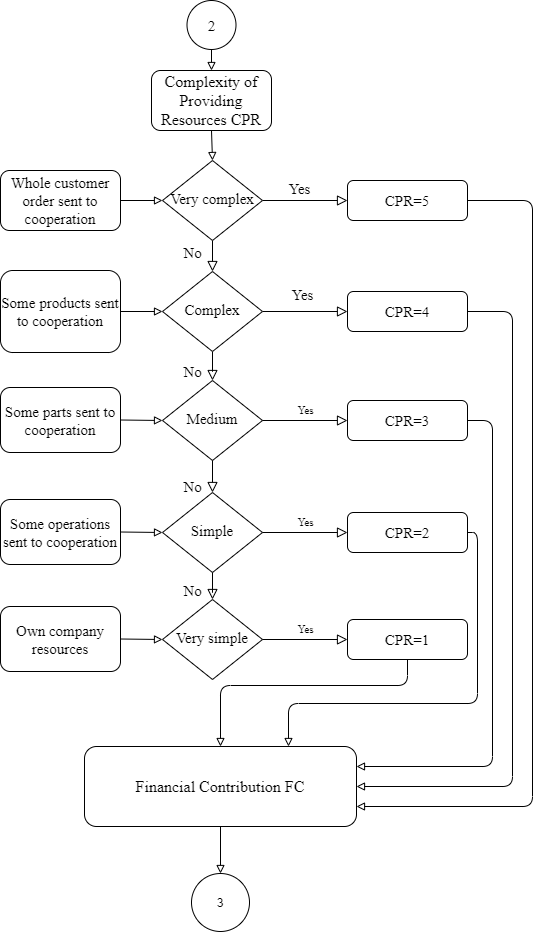 2
Complexity of
Providing
Resources CPR
Whole customer
order sent to
cooperation
Very complex
Yes
CPR=5
No
Some products sent
to cooperation
Complex
Yes
CPR=4
No
Some parts sent to
cooperation
Medium
Yes
CPR=3
No
Some operations
sent to cooperation
Simple
Yes
CPR=2
No
Own company
resources
Very simple
Yes
CPR=1
Financial Contribution FC
3